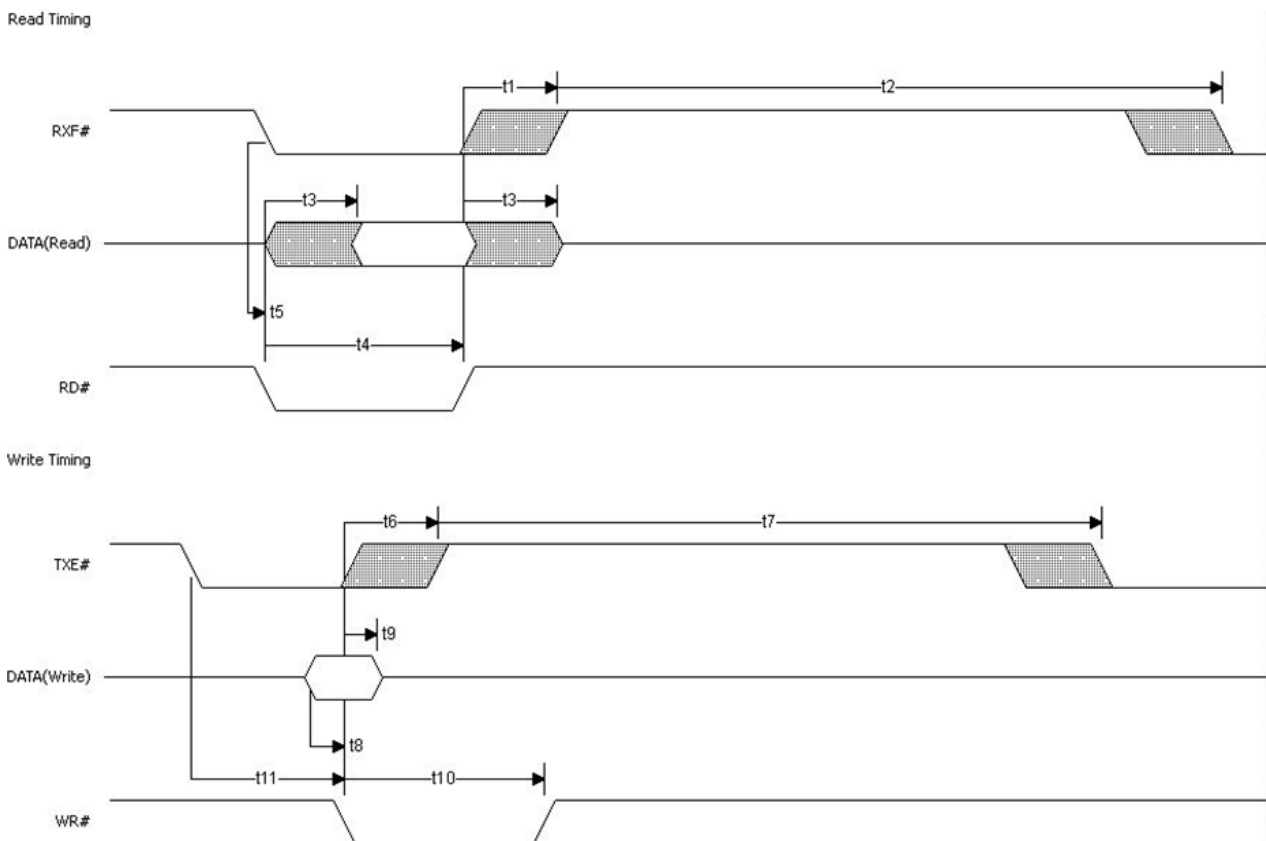 Read Timing
t1
t2
RXF#
t3
t3
DATA(Read)
t5
t4
RD#
Write Timing
t6
t7
TXE#
t9
DATA(Write)
t8
t11
t10
WR#